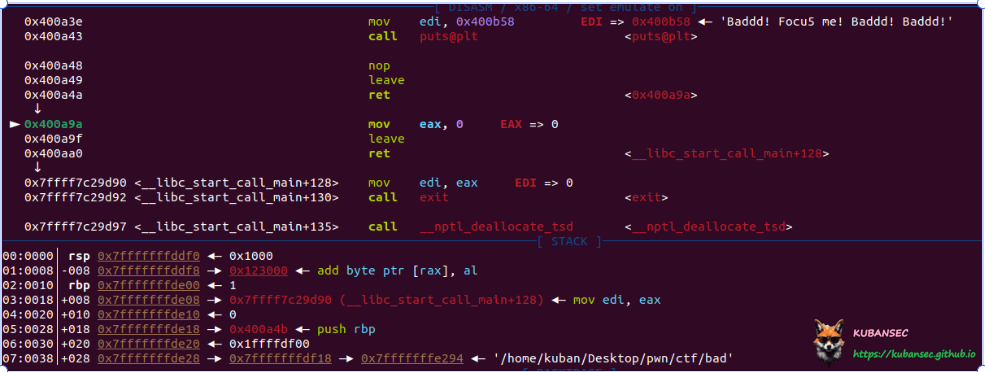 [ DISASM / x86-64 / set emulate on ]
0x400a3e mov edi, 0x400b58 EDI => 0x400b58 ◂— 'Baddd! Focu5 me! Baddd! Baddd!'
0x400a43 call puts@plt <puts@plt>
0x400a48 nop
0x400a49 leave
0x400a4a ret <0x400a9a>
↓
► 0x400a9a mov eax, 0 EAX => 0
0x400a9f leave
0x400aa0 ret <__libc_start_call_main+128>
↓
0x7ffff7c29d90 <__libc_start_call_main+128> mov edi, eax EDI => 0
0x7ffff7c29d92 <__libc_start_call_main+130> call exit <exit>
0x7ffff7c29d97 <__libc_start_call_main+135> call __nptl_deallocate_tsd <__nptl_deallocate_tsd>
[ STACK ]
00:0000│ rsp 0x7fffffffddf0 ◂— 0x1000
01:0008│-008 0x7fffffffddf8 —▸ 0x123000 ◂— add byte ptr [rax], al
02:0010│ rbp 0x7fffffffde00 ◂— 1
03:0018│+008 0x7fffffffde08 —▸ 0x7ffff7c29d90 (__libc_start_call_main+128) ◂— mov edi, eax
04:0020│+010 0x7fffffffde10 ◂— 0
05:0028│+018 0x7fffffffde18 —▸ 0x400a4b ◂— push rbp
06:0030│+020 0x7fffffffde20 ◂— 0x1ffffdf00
07:0038│+028 0x7fffffffde28 —▸ 0x7fffffffdf18 —▸ 0x7fffffffe294 ◂— '/home/kuban/Desktop/pwn/ctf/bad'
KUBANSEC
https://kubansec.github.io